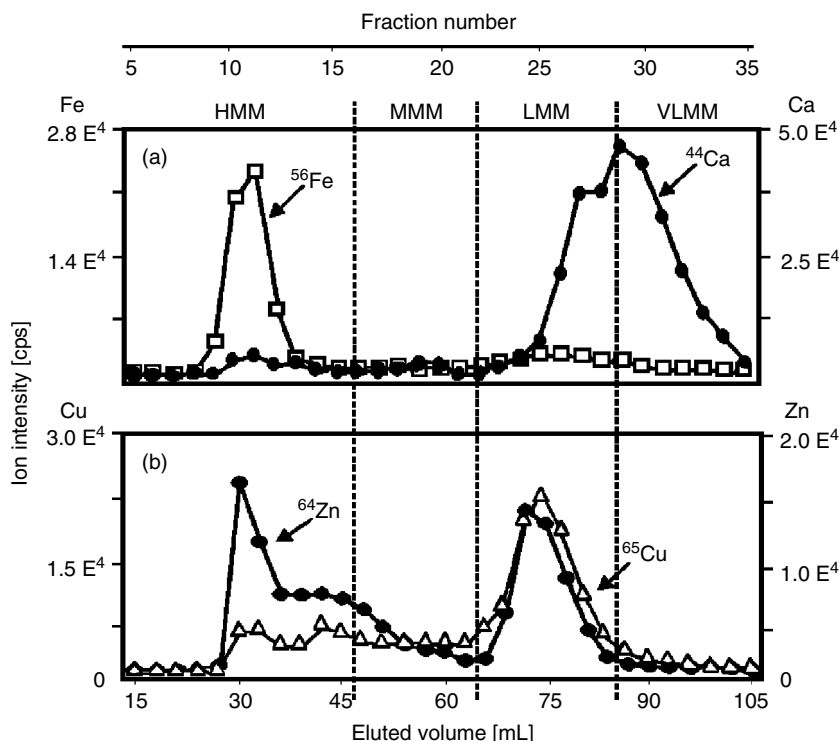 Fraction number
5 10 15 20 25 30 35
Fe HMM MMM LMM VLMM Ca
2.8 E⁴ 5.0 E⁴
(a)
⁵⁶Fe ⁴⁴Ca
1.4 E⁴ 2.5 E⁴
Ion intensity [cps]
Cu Zn
3.0 E⁴ 2.0 E⁴
(b)
⁶⁴Zn
⁶⁵Cu
1.5 E⁴ 1.0 E⁴
0 0
15 30 45 60 75 90 105
Eluted volume [mL]